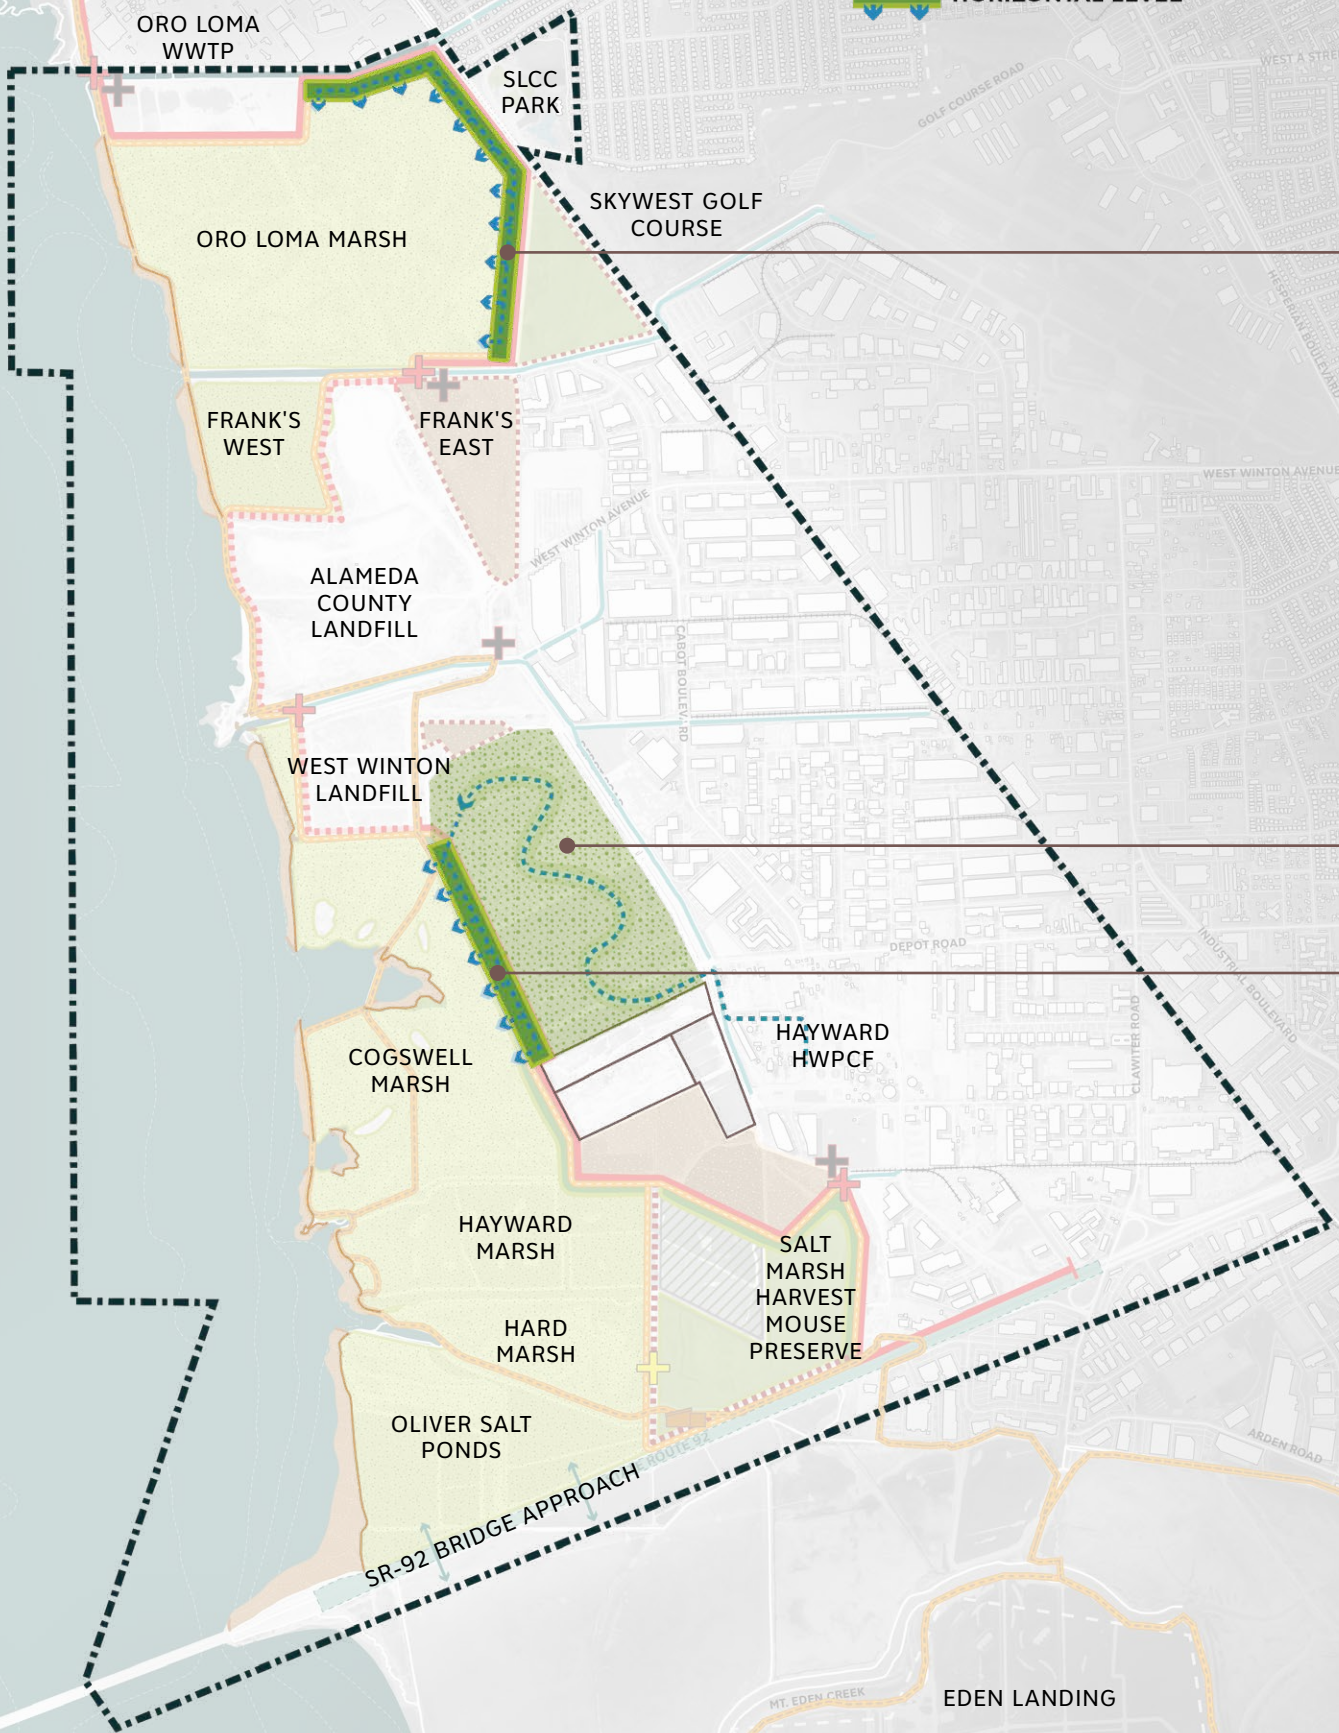 HORIZONTAL LEVEE
ORO LOMA
WWTP
SLCC
PARK
GOLF COURSE ROAD
SKYWEST GOLF
COURSE
ORO LOMA MARSH
FRANK'S
WEST
FRANK'S
EAST
WEST WINTON AVENUE
WEST WINTON AVENUE
ALAMEDA
COUNTY
LANDFILL
CABOT BOULEVARD
WEST WINTON
LANDFILL
DEPOT ROAD
INDUSTRIAL BOULEVARD
CLAWITER ROAD
HAYWARD
HWPCF
COGSWELL
MARSH
HAYWARD
MARSH
SALT
MARSH
HARVEST
MOUSE
PRESERVE
HARD
MARSH
OLIVER SALT
PONDS
ROUTE 92
SR-92 BRIDGE APPROACH
ARDEN ROAD
MT. EDEN CREEK
EDEN LANDING